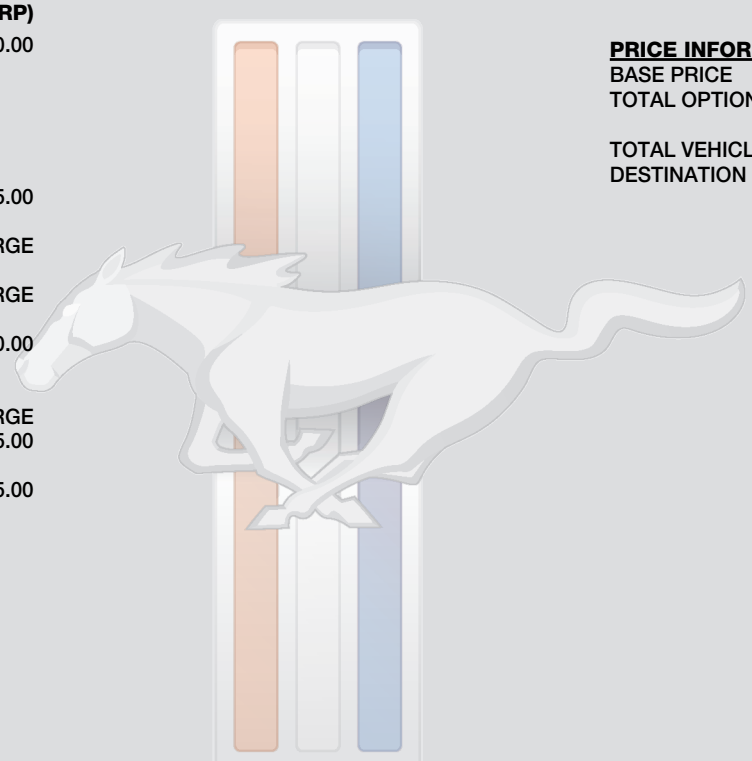 RP)
0.00
5.00
RGE
RGE
0.00
RGE
5.00
5.00
PRICE INFOR
BASE PRICE
TOTAL OPTION
TOTAL VEHICL
DESTINATION